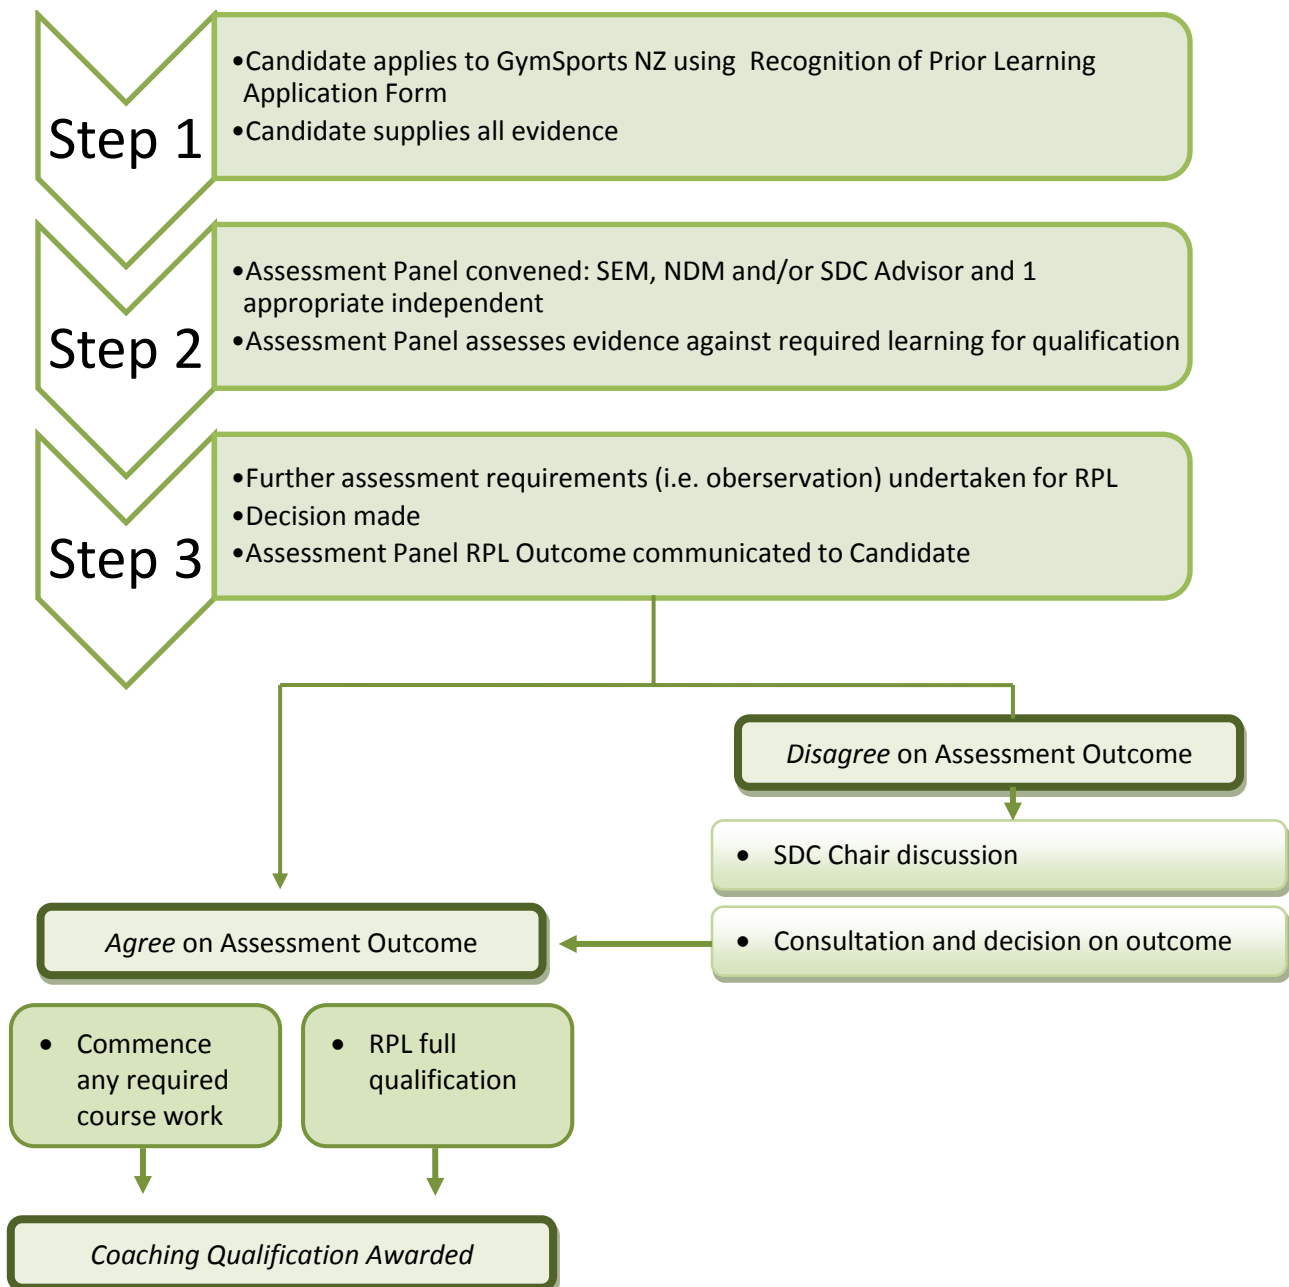 Step 1
•Candidate applies to GymSports NZ using Recognition of Prior Learning
Application Form
•Candidate supplies all evidence
Step 2
•Assessment Panel convened: SEM, NDM and/or SDC Advisor and 1
appropriate independent
•Assessment Panel assesses evidence against required learning for qualification
Step 3
•Further assessment requirements (i.e. oberservation) undertaken for RPL
•Decision made
•Assessment Panel RPL Outcome communicated to Candidate
Disagree on Assessment Outcome
• SDC Chair discussion
• Consultation and decision on outcome
Agree on Assessment Outcome
• Commence
any required
course work
• RPL full
qualification
Coaching Qualification Awarded